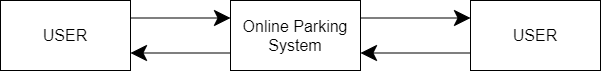 USER
Online Parking
System
USER